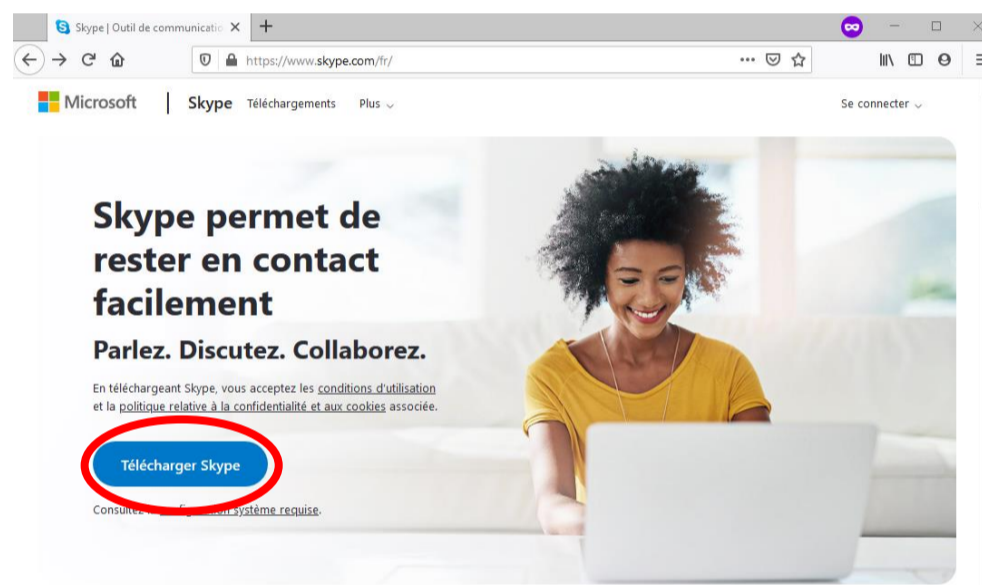 Skype | Outil de communicatio
https://www.skype.com/fr/
Microsoft | Skype Téléchargements Plus Se connecter
Skype permet de
rester en contact
facilement
Parlez. Discutez. Collaborez.
En téléchargeant Skype, vous acceptez les conditions d'utilisation
et la politique relative à la confidentialité et aux cookies associée.
Télécharger Skype
Consultez système requise.